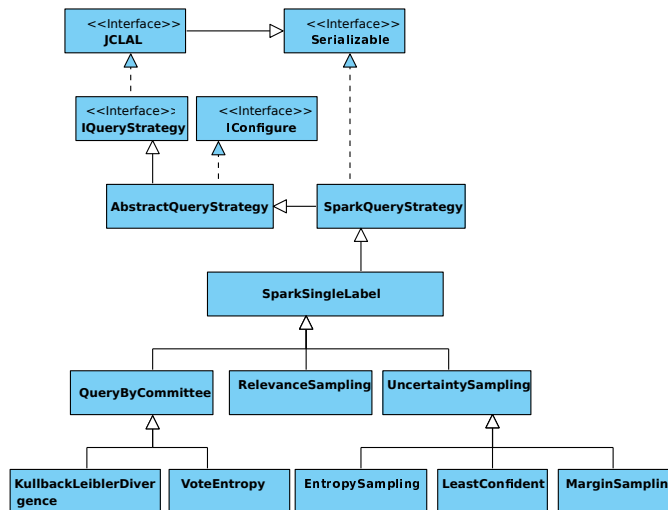 <<Interface>>
JCLAL
<<Interface>>
Serializable
<<Interface>>
IQueryStrategy
<<Interface>>
IConfigure
AbstractQueryStrategy
SparkQueryStrategy
SparkSingleLabel
QueryByCommittee
RelevanceSampling
UncertaintySampling
KullbackLeiblerDiver
gence
VoteEntropy
EntropySampling
LeastConfident
MarginSamplin